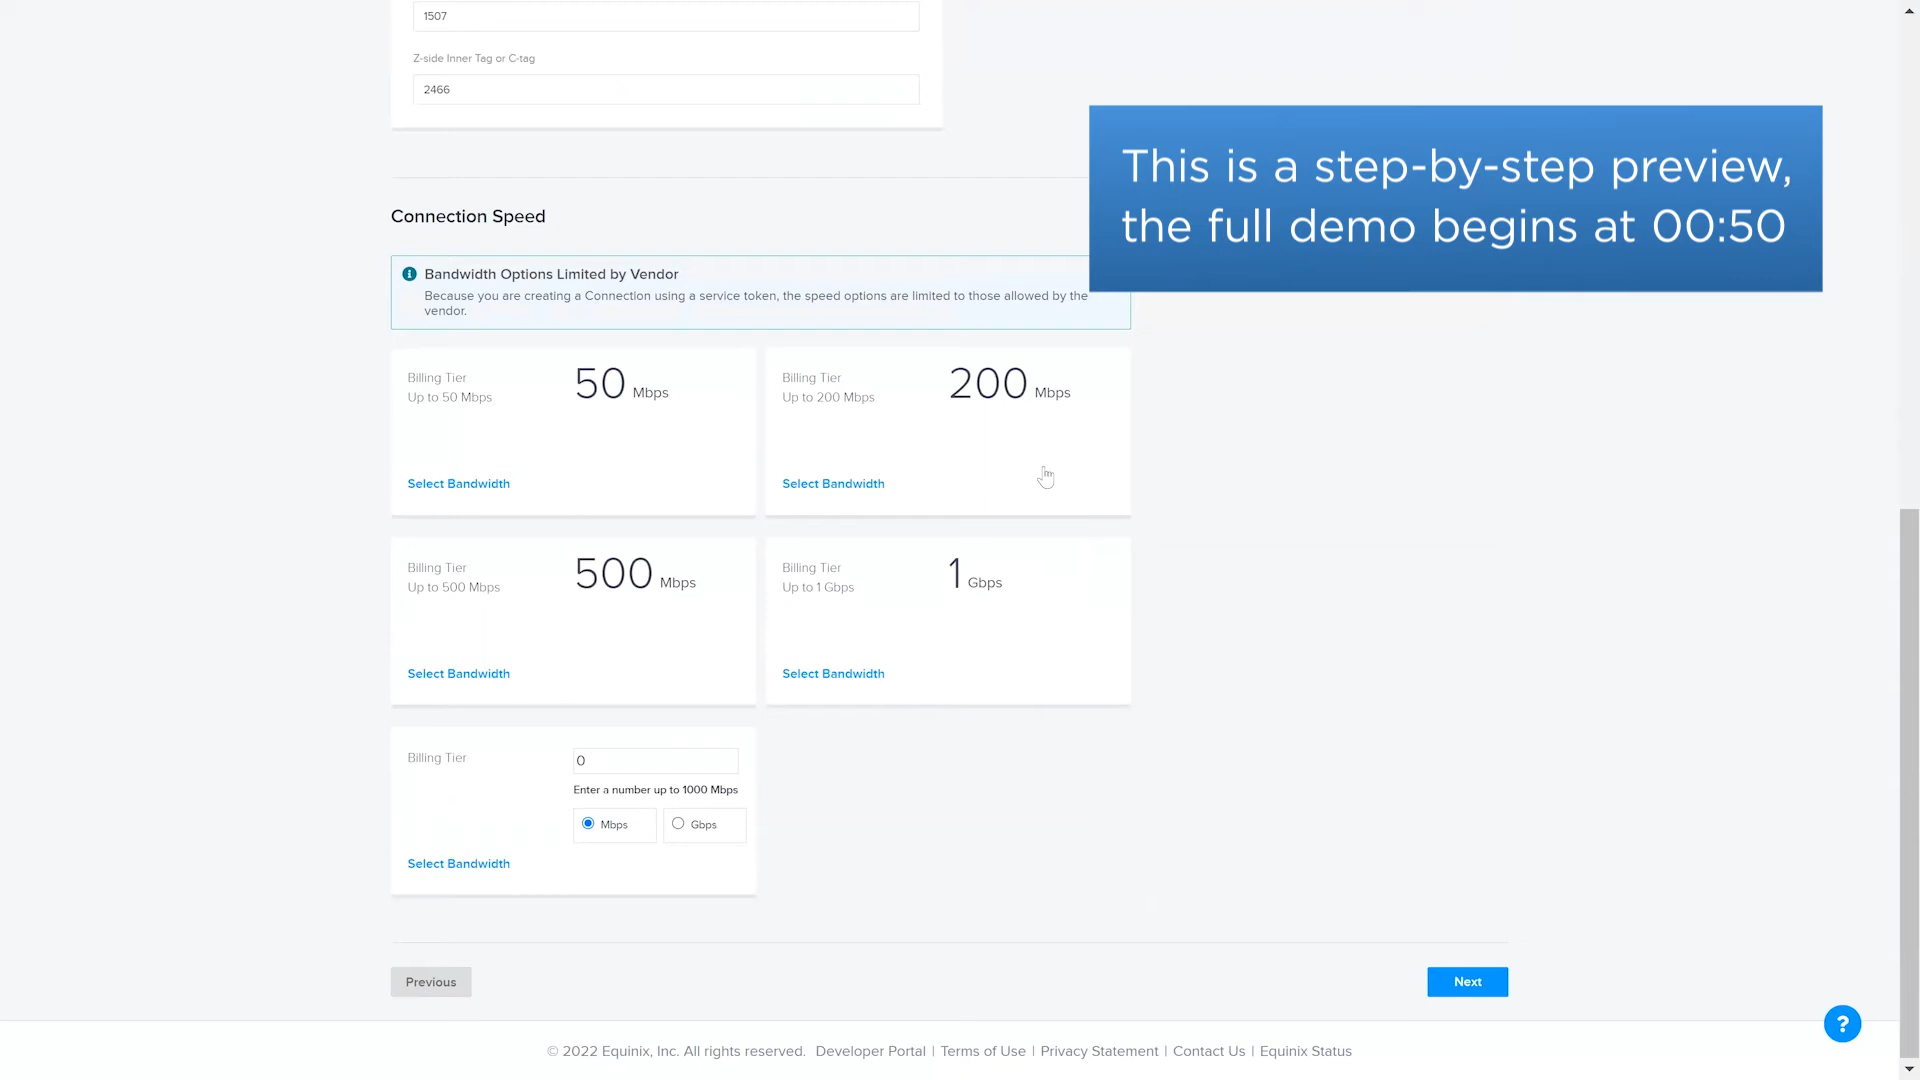 1507
Z-side Inner Tag or C-tag
2466
This is a step-by-step preview,
the full demo begins at 00:50
Connection Speed
Bandwidth Options Limited by Vendor
Because you are creating a Connection using a service token, the speed options are limited to those allowed by the
vendor.
Billing Tier
Up to 50 Mbps
50 Mbps
Select Bandwidth
Billing Tier
Up to 200 Mbps
200 Mbps
Select Bandwidth
Billing Tier
Up to 500 Mbps
500 Mbps
Select Bandwidth
Billing Tier
Up to 1 Gbps
1 Gbps
Select Bandwidth
Billing Tier
0
Enter a number up to 1000 Mbps
Mbps
Gbps
Select Bandwidth
Previous
Next
?
© 2022 Equinix, Inc. All rights reserved. Developer Portal | Terms of Use | Privacy Statement | Contact Us | Equinix Status